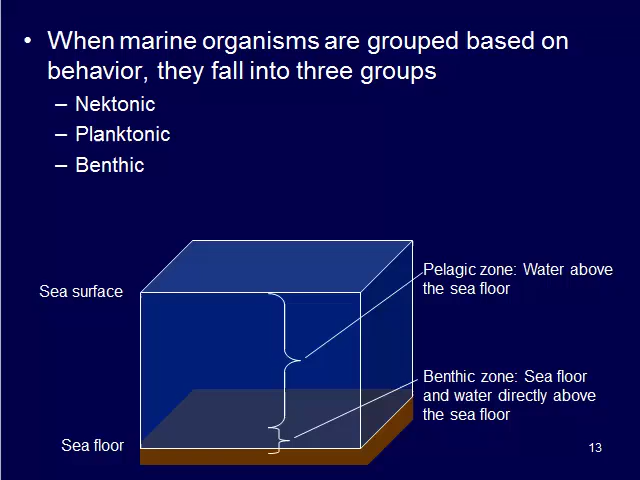 • When marine organisms are grouped based on
behavior, they fall into three groups
– Nektonic
– Planktonic
– Benthic
Sea surface
Pelagic zone: Water above
the sea floor
Benthic zone: Sea floor
and water directly above
the sea floor
Sea floor
13